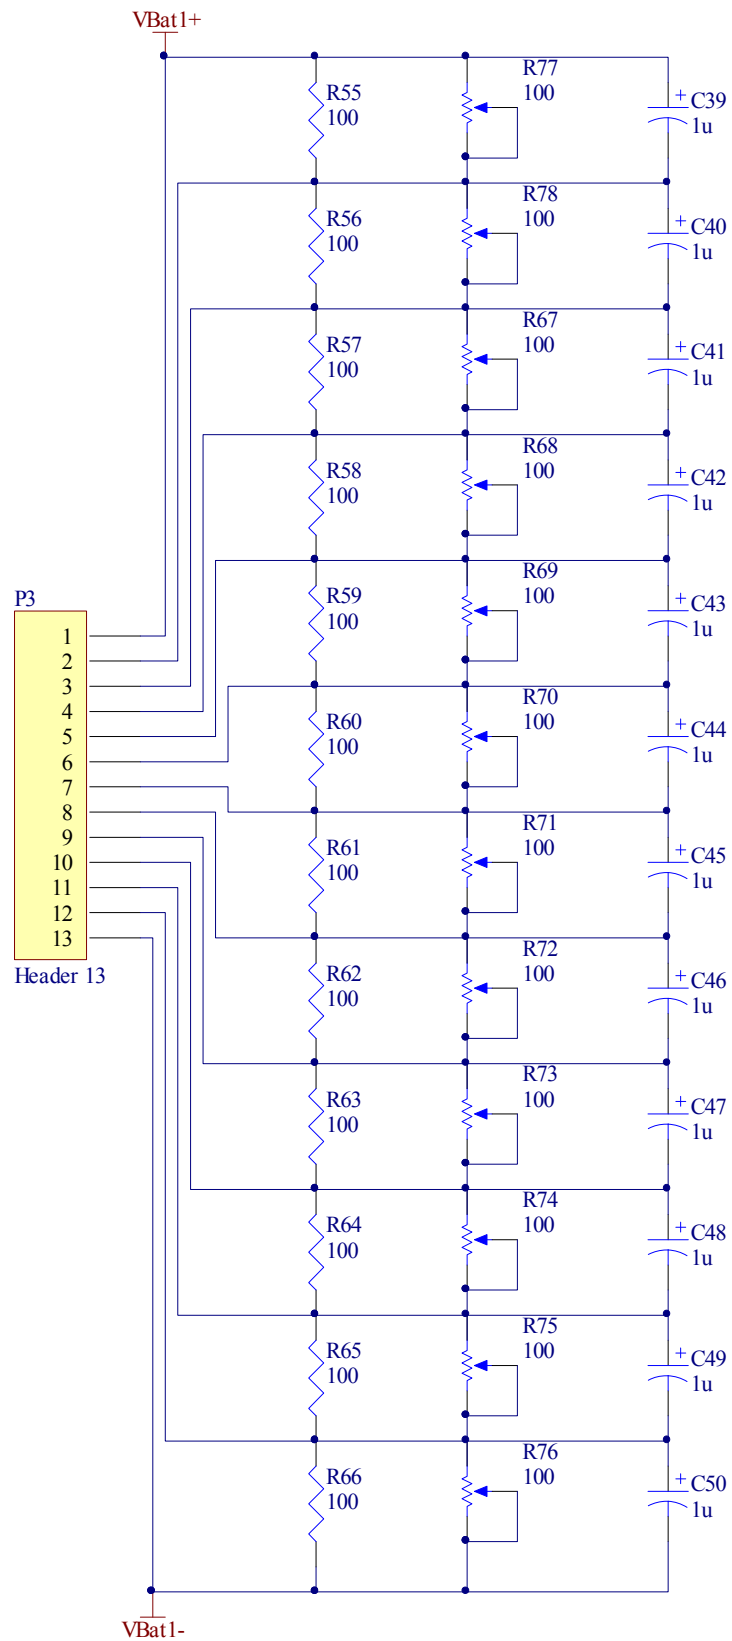 VBat1+
R55
100
R77
100
+ C39
1u
R56
100
R78
100
+ C40
1u
R57
100
R67
100
+ C41
1u
R58
100
R68
100
+ C42
1u
R59
100
R69
100
+ C43
1u
P3
1
2
3
4
5
6
7
8
9
10
11
12
13
Header 13
R60
100
R70
100
+ C44
1u
R61
100
R71
100
+ C45
1u
R62
100
R72
100
+ C46
1u
R63
100
R73
100
+ C47
1u
R64
100
R74
100
+ C48
1u
R65
100
R75
100
+ C49
1u
R66
100
R76
100
+ C50
1u
VBat1-